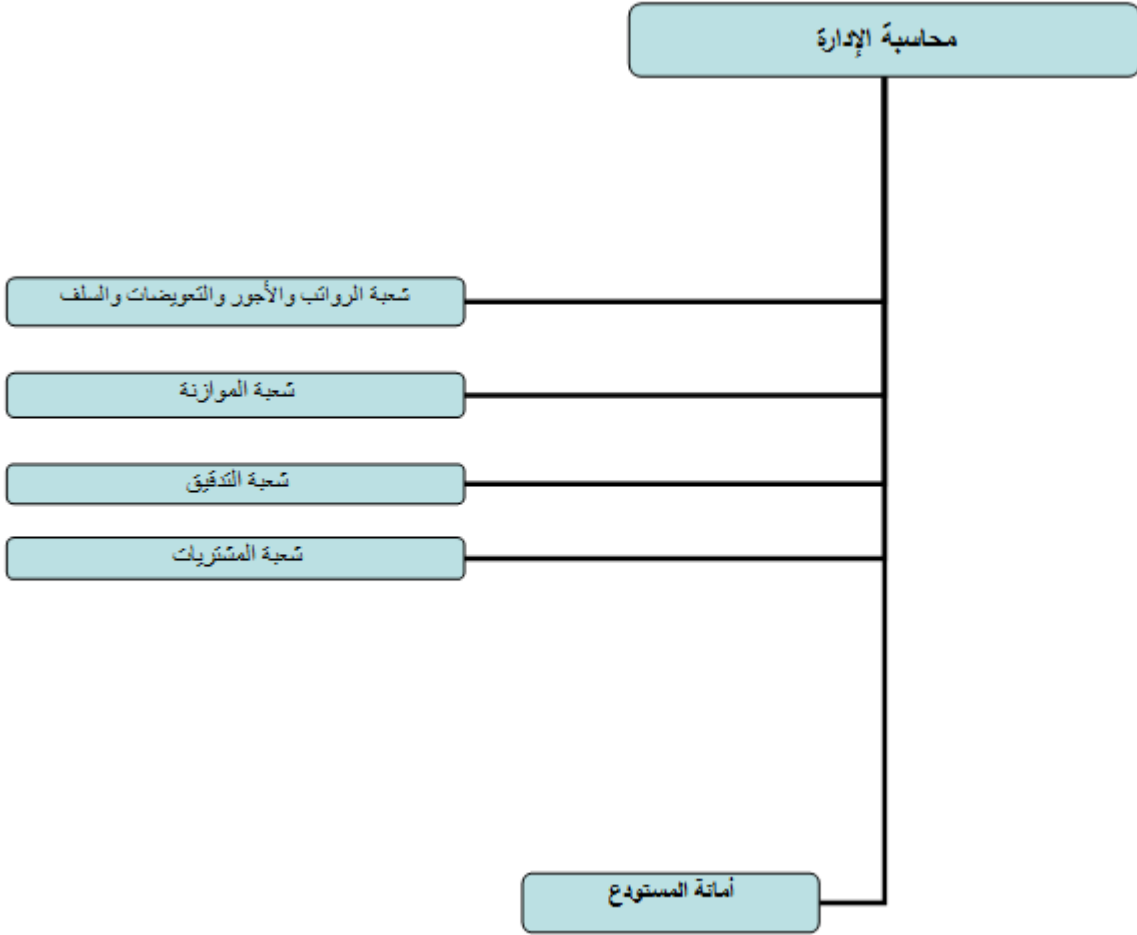 محاسبة الإدارة
شعبة الرواتب والأجور والتعويضات والسلف
شعبة الموازنة
شعبة التدقيق
شعبة المشتريات
أمانة المستودع